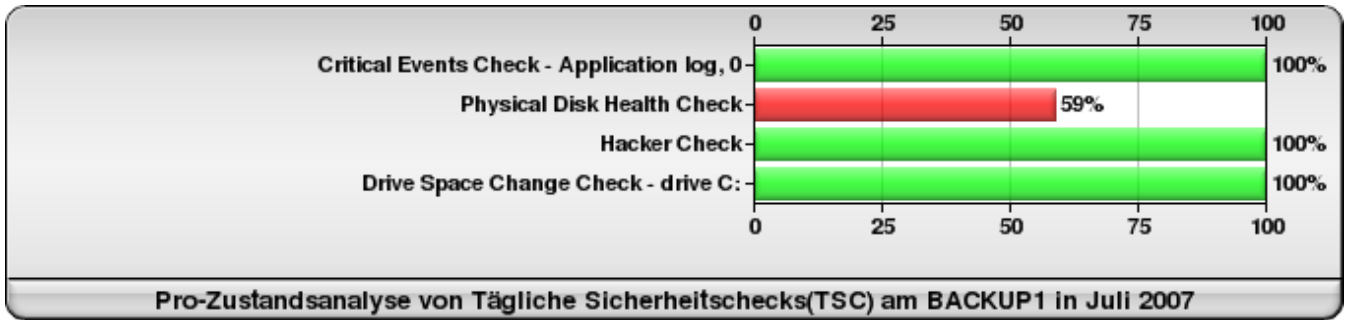 0 25 50 75 100
Critical Events Check - Application log, 0 100%
Physical Disk Health Check 59%
Hacker Check 100%
Drive Space Change Check - drive C: 100%
0 25 50 75 100
Pro-Zustandsanalyse von Tägliche Sicherheitschecks(TSC) am BACKUP1 in Juli 2007